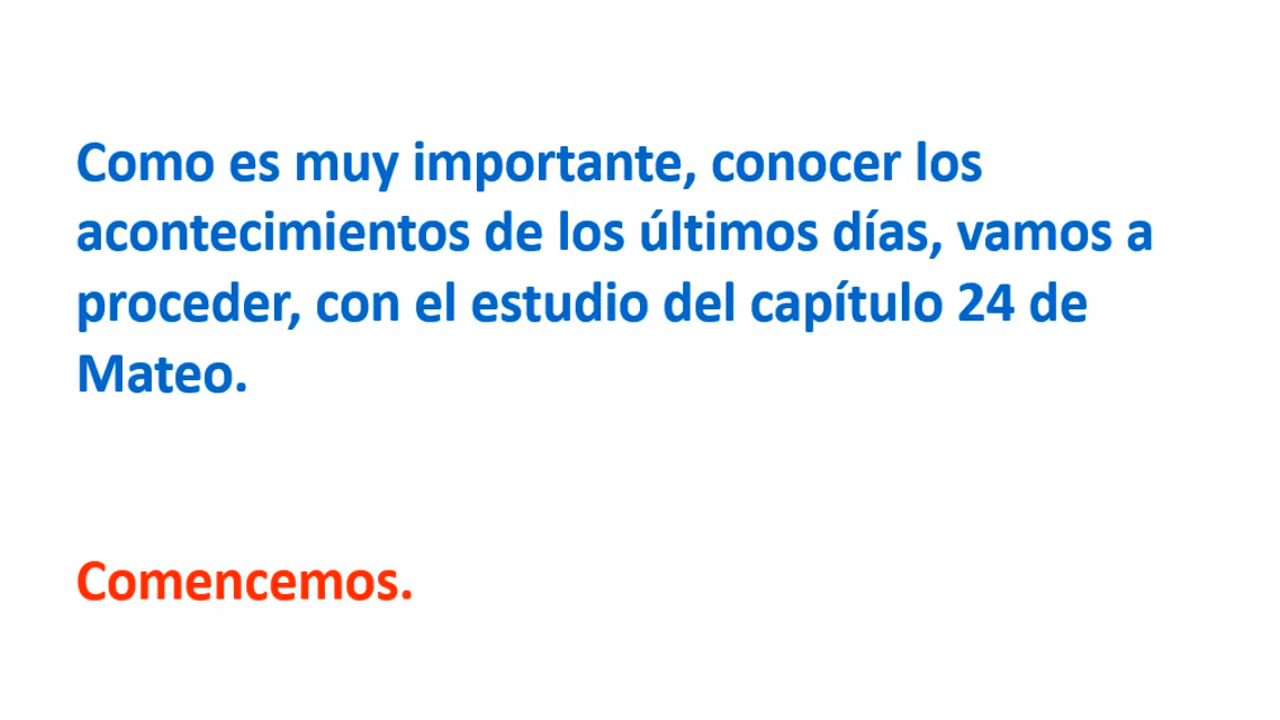 Como es muy importante, conocer los
acontecimientos de los últimos días, vamos a
proceder, con el estudio del capítulo 24 de
Mateo.
Comencemos.